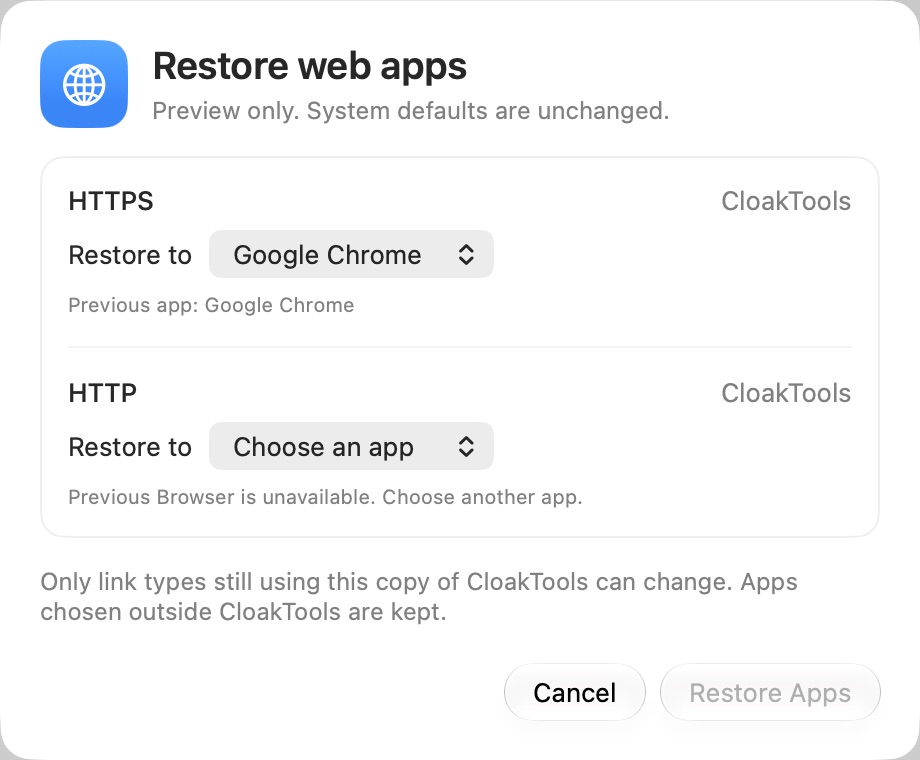 Restore web apps
Preview only. System defaults are unchanged.
HTTPS
CloakTools
Restore to
Google Chrome
Previous app: Google Chrome
HTTP
CloakTools
Restore to
Choose an app
Previous Browser is unavailable. Choose another app.
Only link types still using this copy of CloakTools can change. Apps
chosen outside CloakTools are kept.
Cancel
Restore Apps